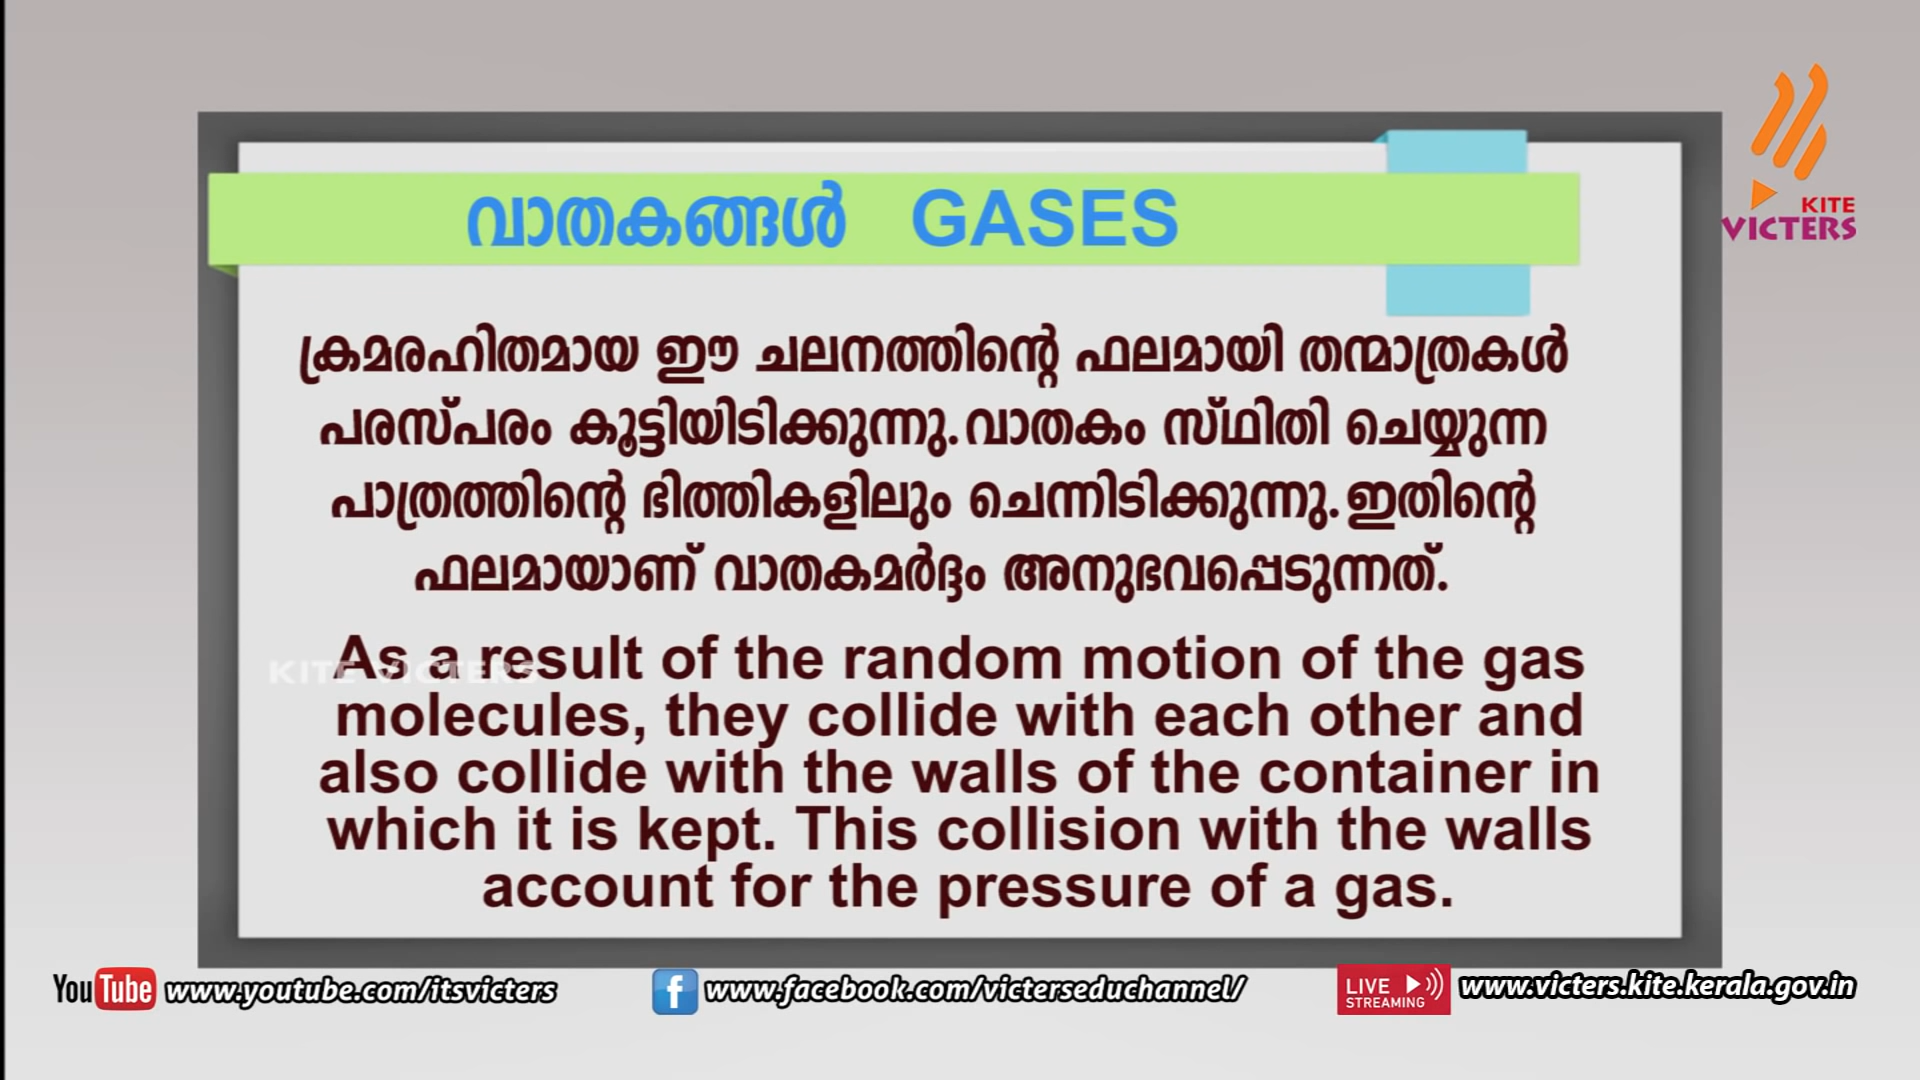 വാതകങ്ങൾ GASES
KITE
VICTERS
ക്രമരഹിതമായ ഈ ചലനത്തിന്റെ ഫലമായി തന്മാത്രകൾ
പരസ്പരം കൂട്ടിയിടിക്കുന്നു.വാതകം സ്ഥിതി ചെയ്യുന്ന
പാത്രത്തിന്റെ ഭിത്തികളിലും ചെന്നിടിക്കുന്നു.ഇതിന്റെ
ഫലമായാണ് വാതകമർദ്ദം അനുഭവപ്പെടുന്നത്.
As a result of the random motion of the gas
KITE VICTERS
molecules, they collide with each other and
also collide with the walls of the container in
which it is kept. This collision with the walls
account for the pressure of a gas.
YouTube www.youtube.com/itsvicters
f www.facebook.com/victerseduchannel/
LIVE STREAMING www.victers.kite.kerala.gov.in